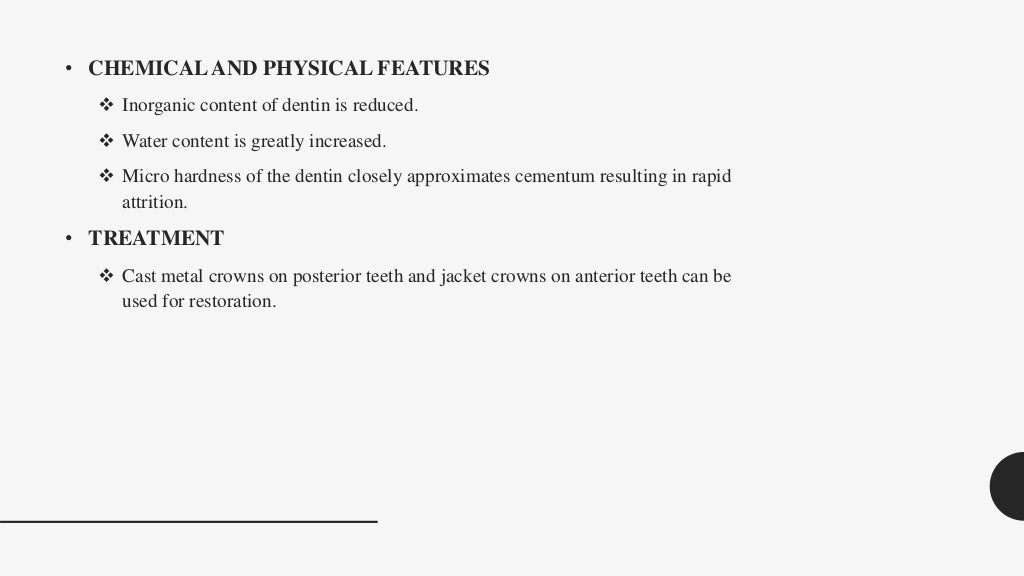 • CHEMICAL AND PHYSICAL FEATURES
❖ Inorganic content of dentin is reduced.
❖ Water content is greatly increased.
❖ Micro hardness of the dentin closely approximates cementum resulting in rapid
attrition.
• TREATMENT
❖ Cast metal crowns on posterior teeth and jacket crowns on anterior teeth can be
used for restoration.